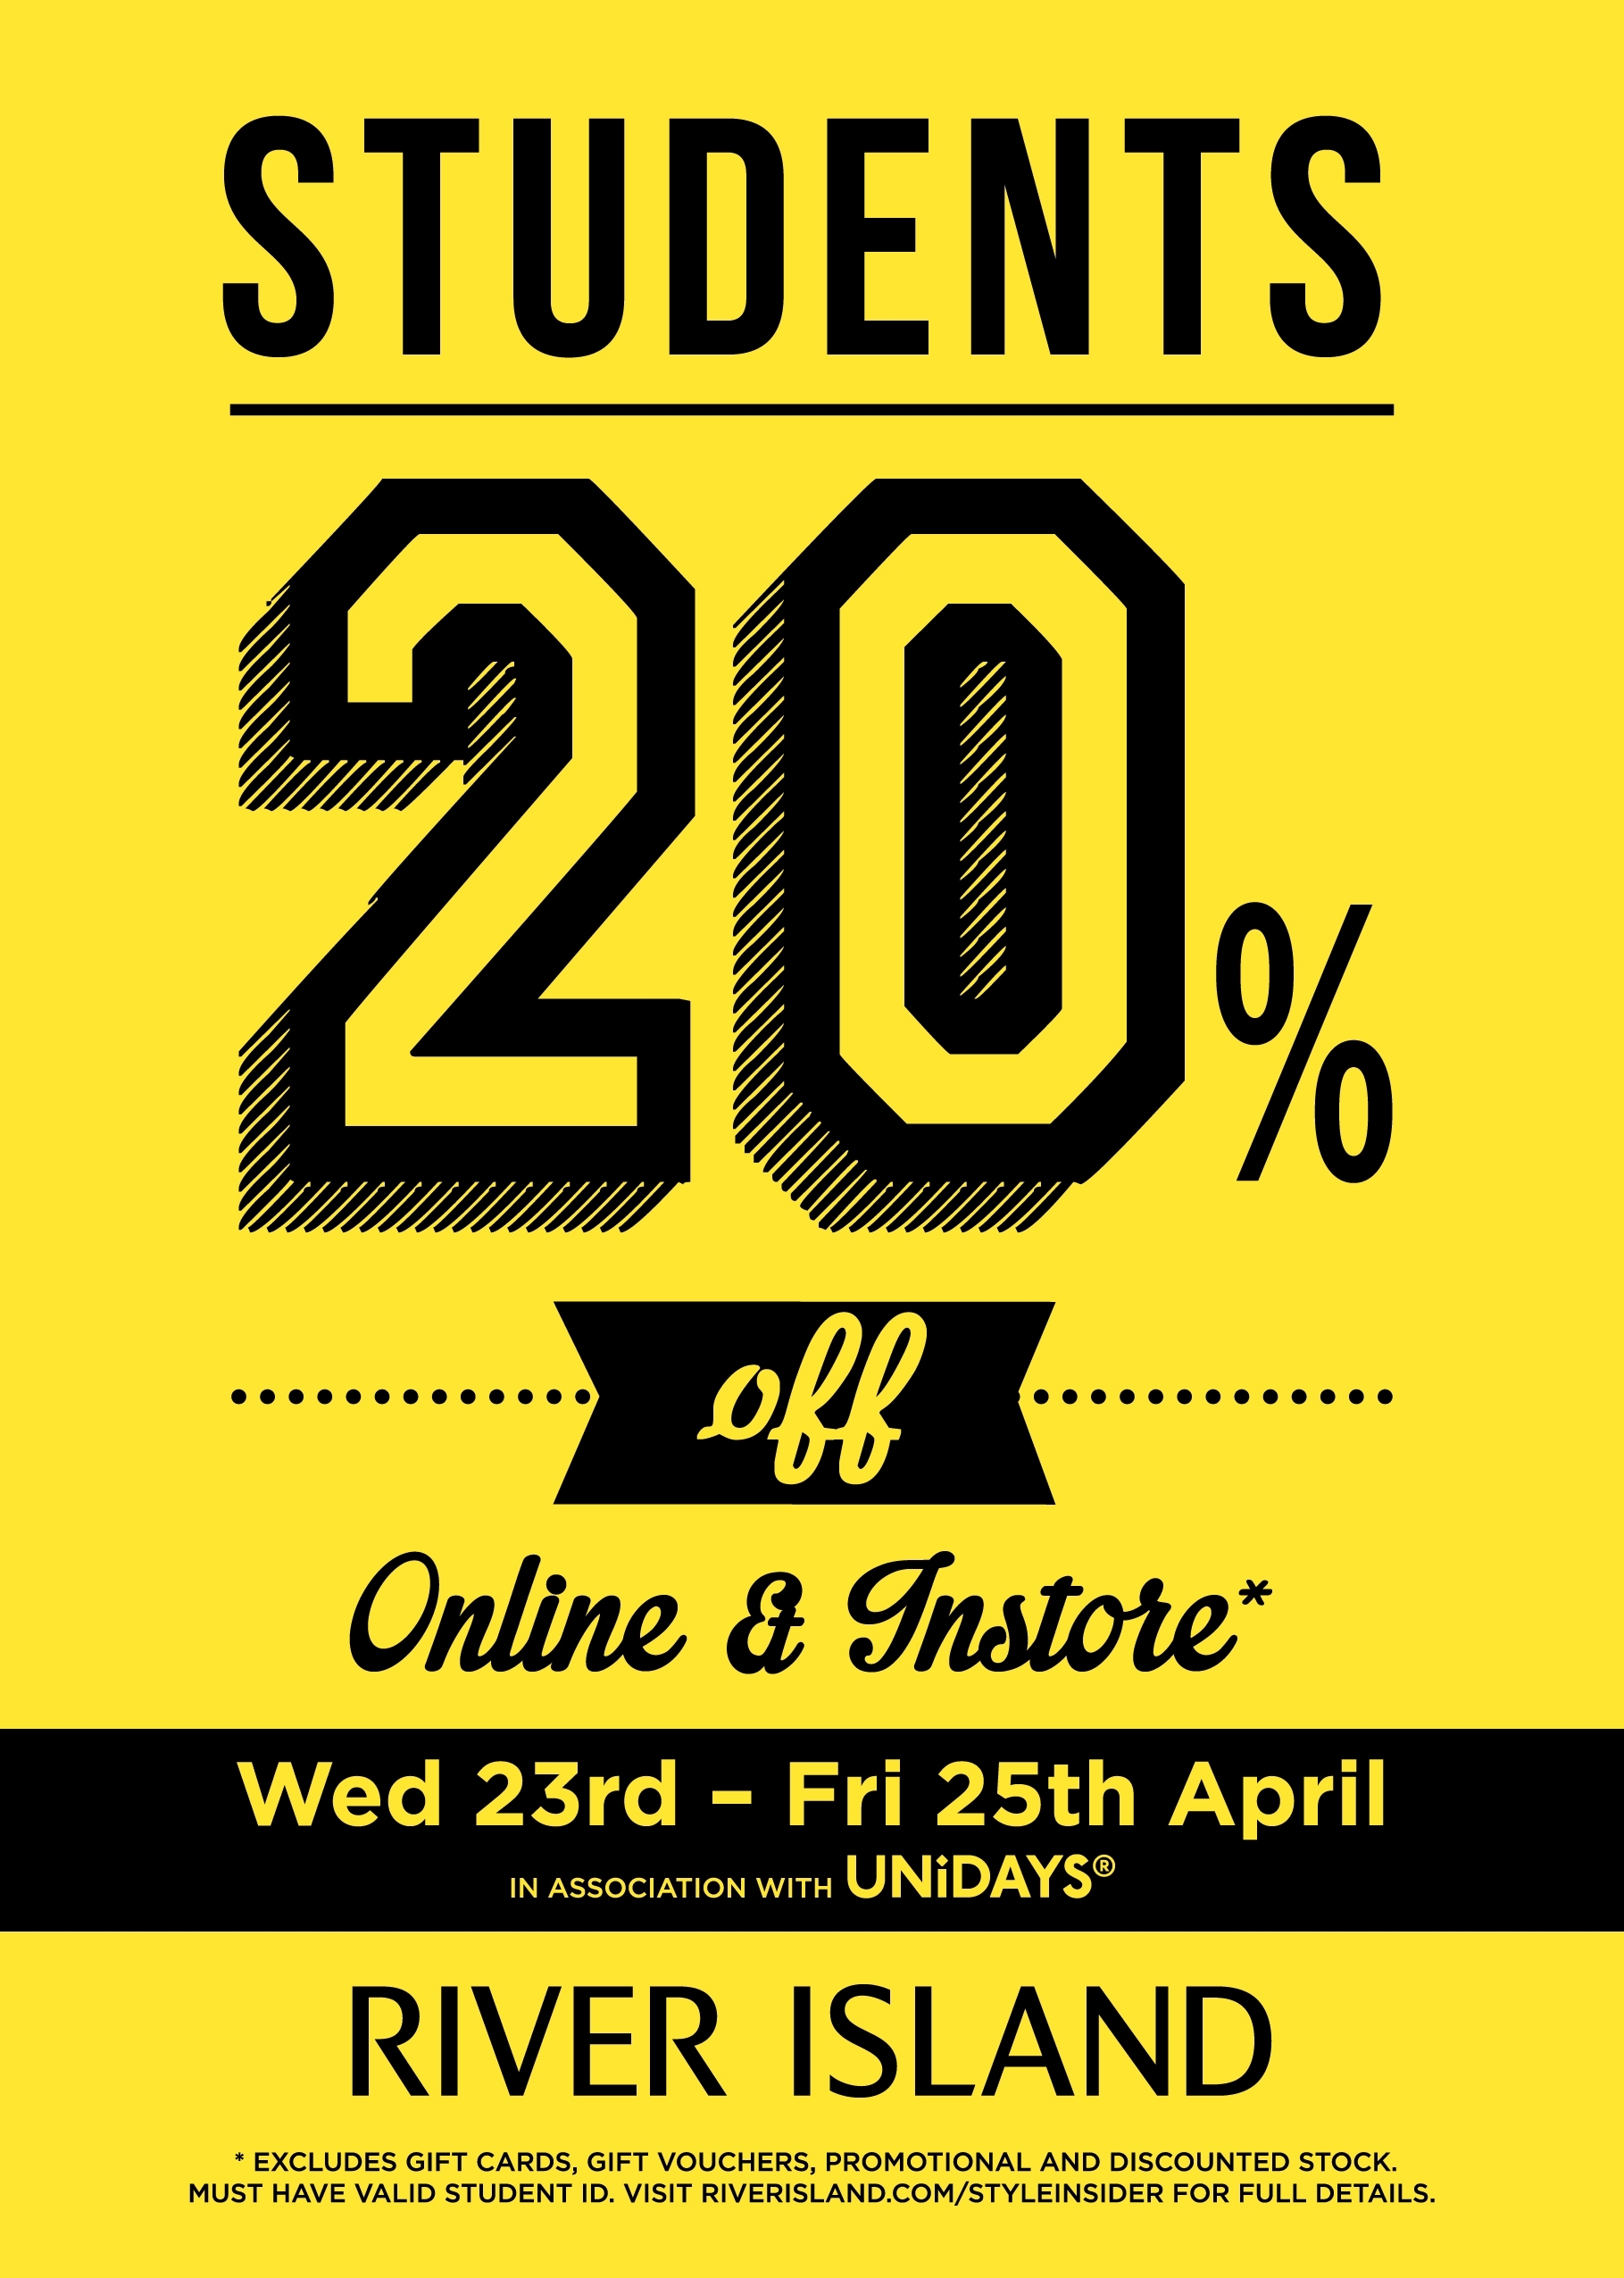 STUDENTS
20%
off
Online & Instore*
Wed 23rd – Fri 25th April
IN ASSOCIATION WITH UNiDAYS®
RIVER ISLAND
* EXCLUDES GIFT CARDS, GIFT VOUCHERS, PROMOTIONAL AND DISCOUNTED STOCK.
MUST HAVE VALID STUDENT ID. VISIT RIVERISLAND.COM/STYLEINSIDER FOR FULL DETAILS.